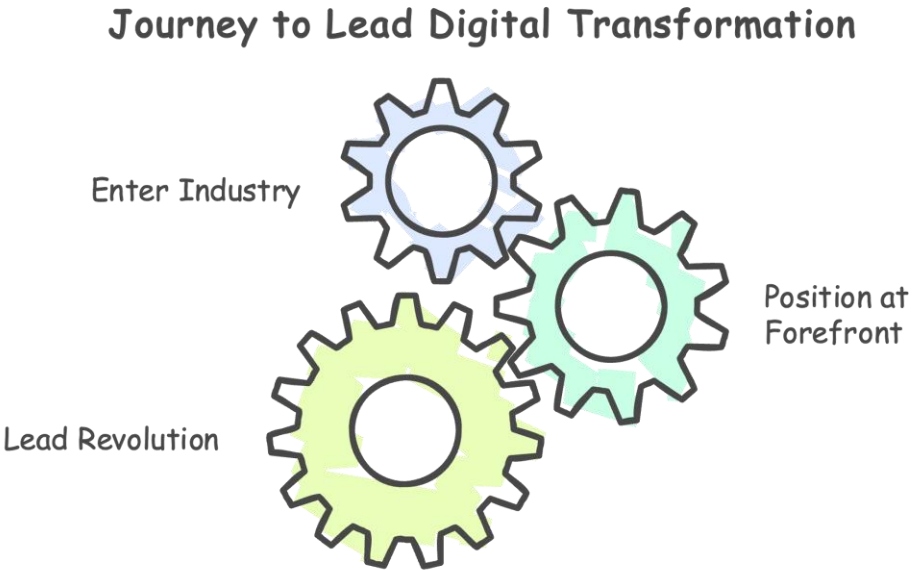 Journey to Lead Digital Transformation
Enter Industry
Position at
Forefront
Lead Revolution